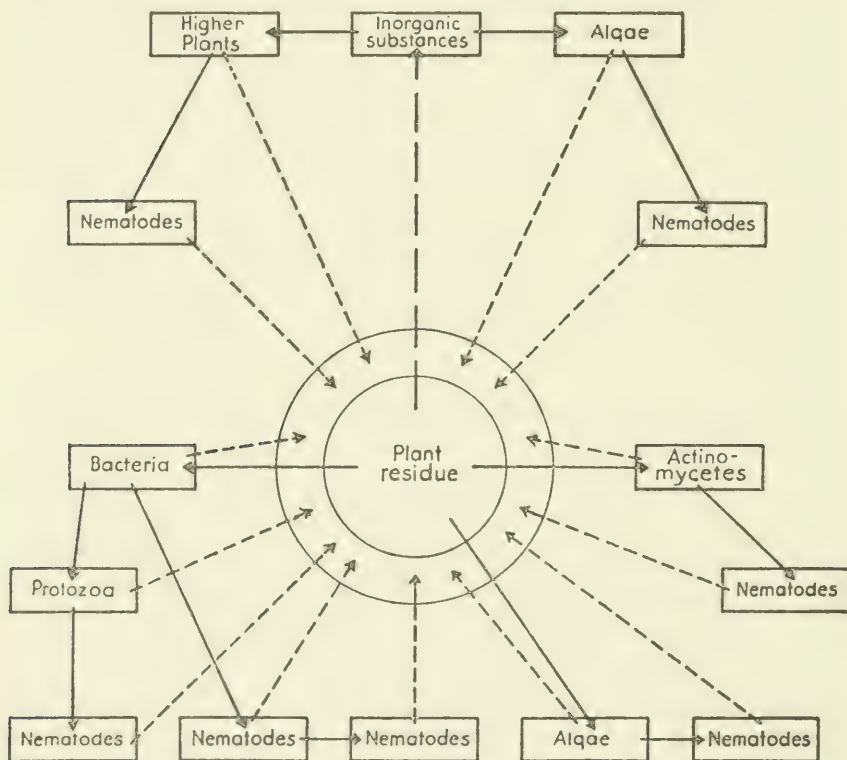 Higher
Plants
Inorganic
substances
Algae
Nematodes
Nematodes
Bacteria
Plant
residue
Actino-
mycetes
Protozoa
Nematodes
Nematodes
Nematodes
Nematodes
Algae
Nematodes